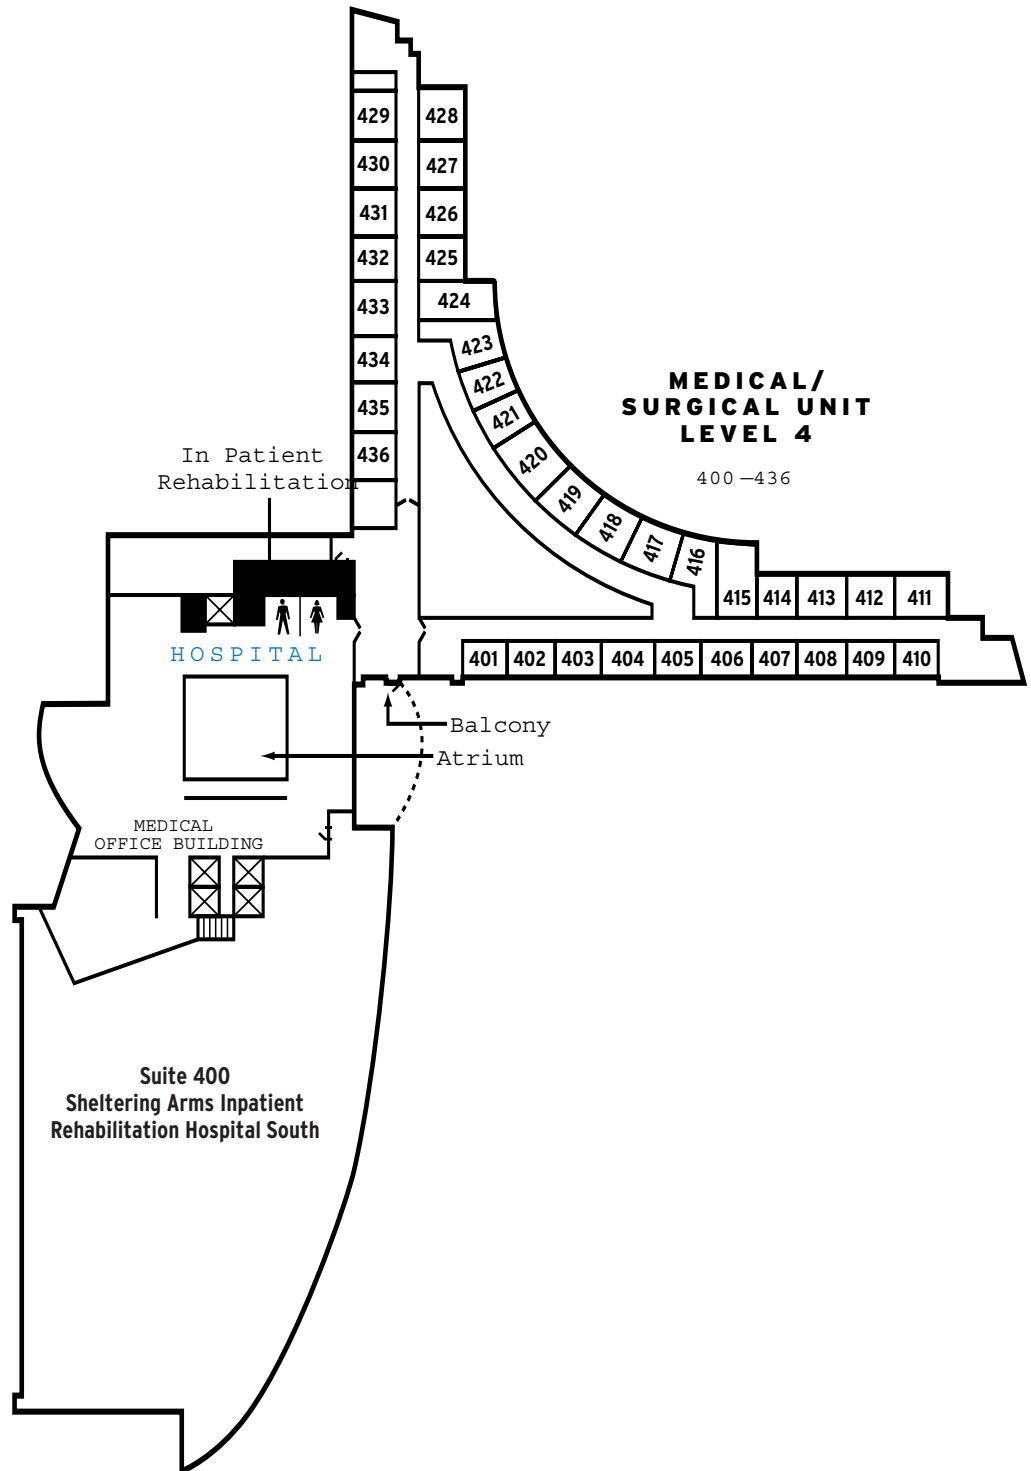 429
428
430
427
431
426
432
425
433
424
434
423
422
435
421
436
420
419
418
417
416
MEDICAL/
SURGICAL UNIT
LEVEL 4
400—436
In Patient
Rehabilitation
415 414 413 412 411
401 402 403 404 405 406 407 408 409 410
HOSPITAL
Balcony
Atrium
MEDICAL
OFFICE BUILDING
Suite 400
Sheltering Arms Inpatient
Rehabilitation Hospital South